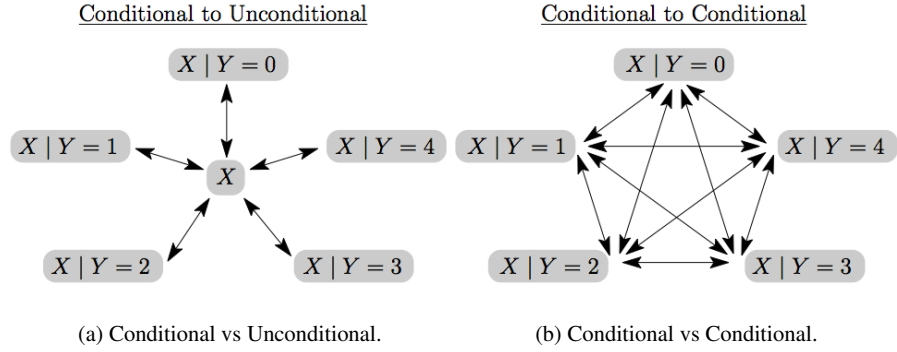 Conditional to Unconditional
X | Y = 0
X | Y = 1
X | Y = 4
X
X | Y = 2
X | Y = 3
(a) Conditional vs Unconditional.
Conditional to Conditional
X | Y = 0
X | Y = 1
X | Y = 4
X | Y = 2
X | Y = 3
(b) Conditional vs Conditional.